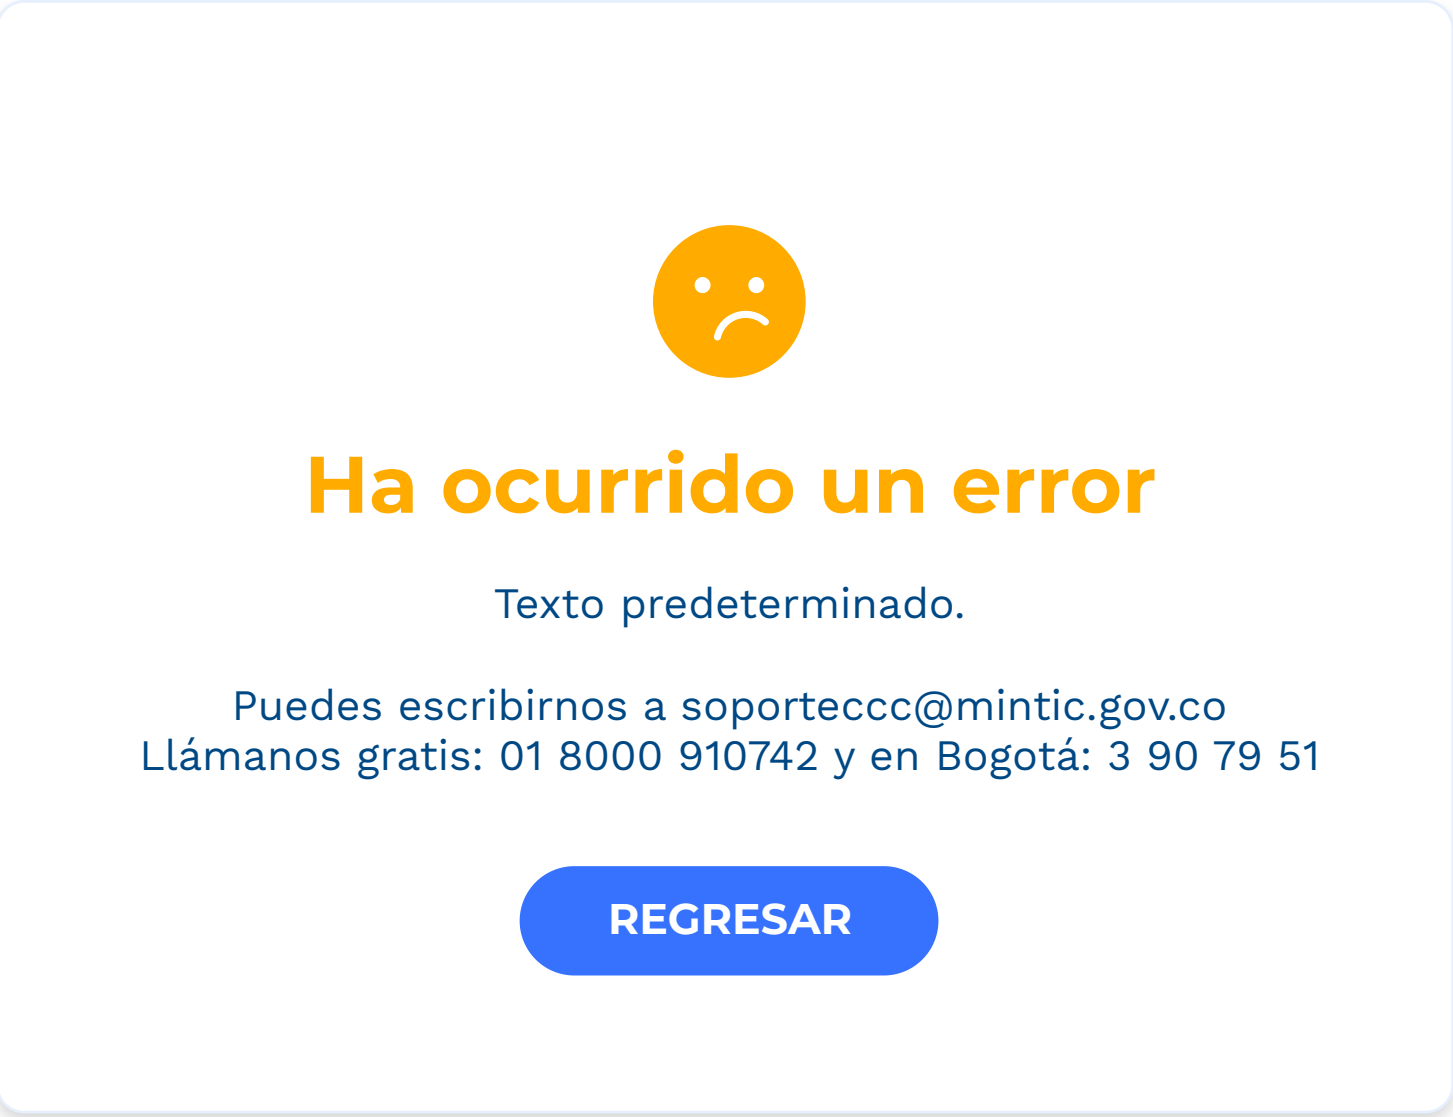 Ha ocurrido un error
Texto predeterminado.
Puedes escribirnos a soporteccc@mintic.gov.co
Llámanos gratis: 01 8000 910742 y en Bogotá: 3 90 79 51
REGRESAR